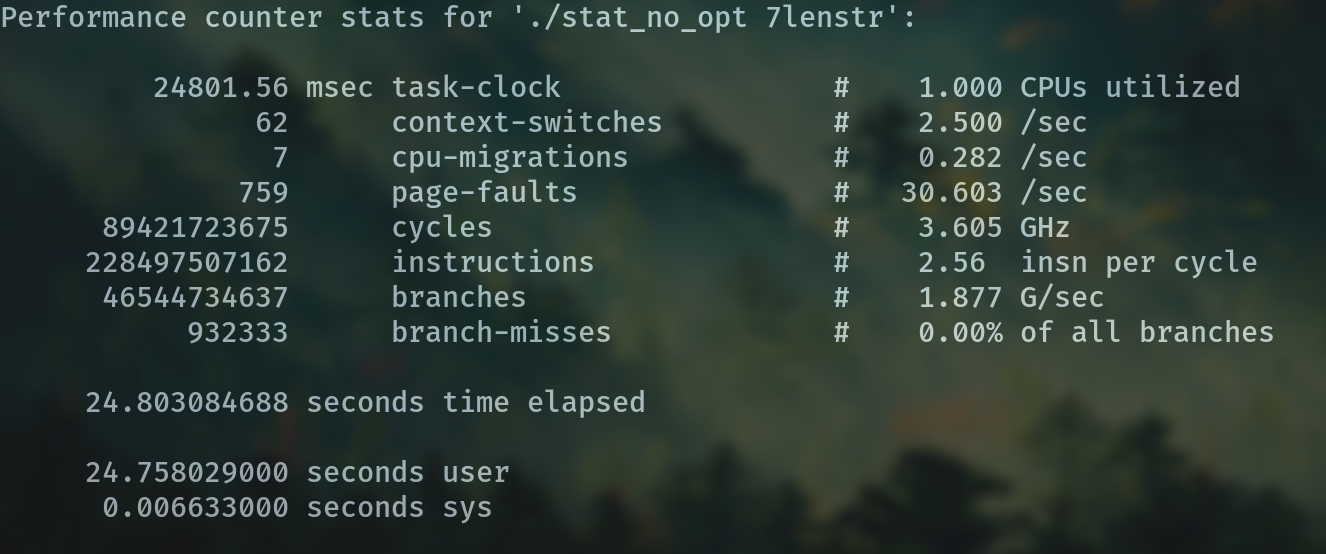 Performance counter stats for './stat_no_opt 7lenstr':
24801.56 msec task-clock # 1.000 CPUs utilized
62 context-switches # 2.500 /sec
7 cpu-migrations # 0.282 /sec
759 page-faults # 30.603 /sec
89421723675 cycles # 3.605 GHz
228497507162 instructions # 2.56 insn per cycle
46544734637 branches # 1.877 G/sec
932333 branch-misses # 0.00% of all branches
24.803084688 seconds time elapsed
24.758029000 seconds user
0.006633000 seconds sys